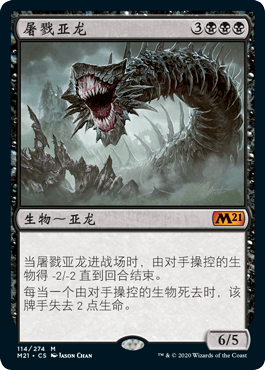 屠戮亚龙 3
生物～亚龙 M21
当屠戮亚龙进战场时，由对手操控的生
物得 -2/-2 直到回合结束。
每当一个由对手操控的生物死去时，该
牌手失去 2 点生命。
6/5
114/274 M
M21 • CS JASON CHAN
™ & © 2020 Wizards of the Coast